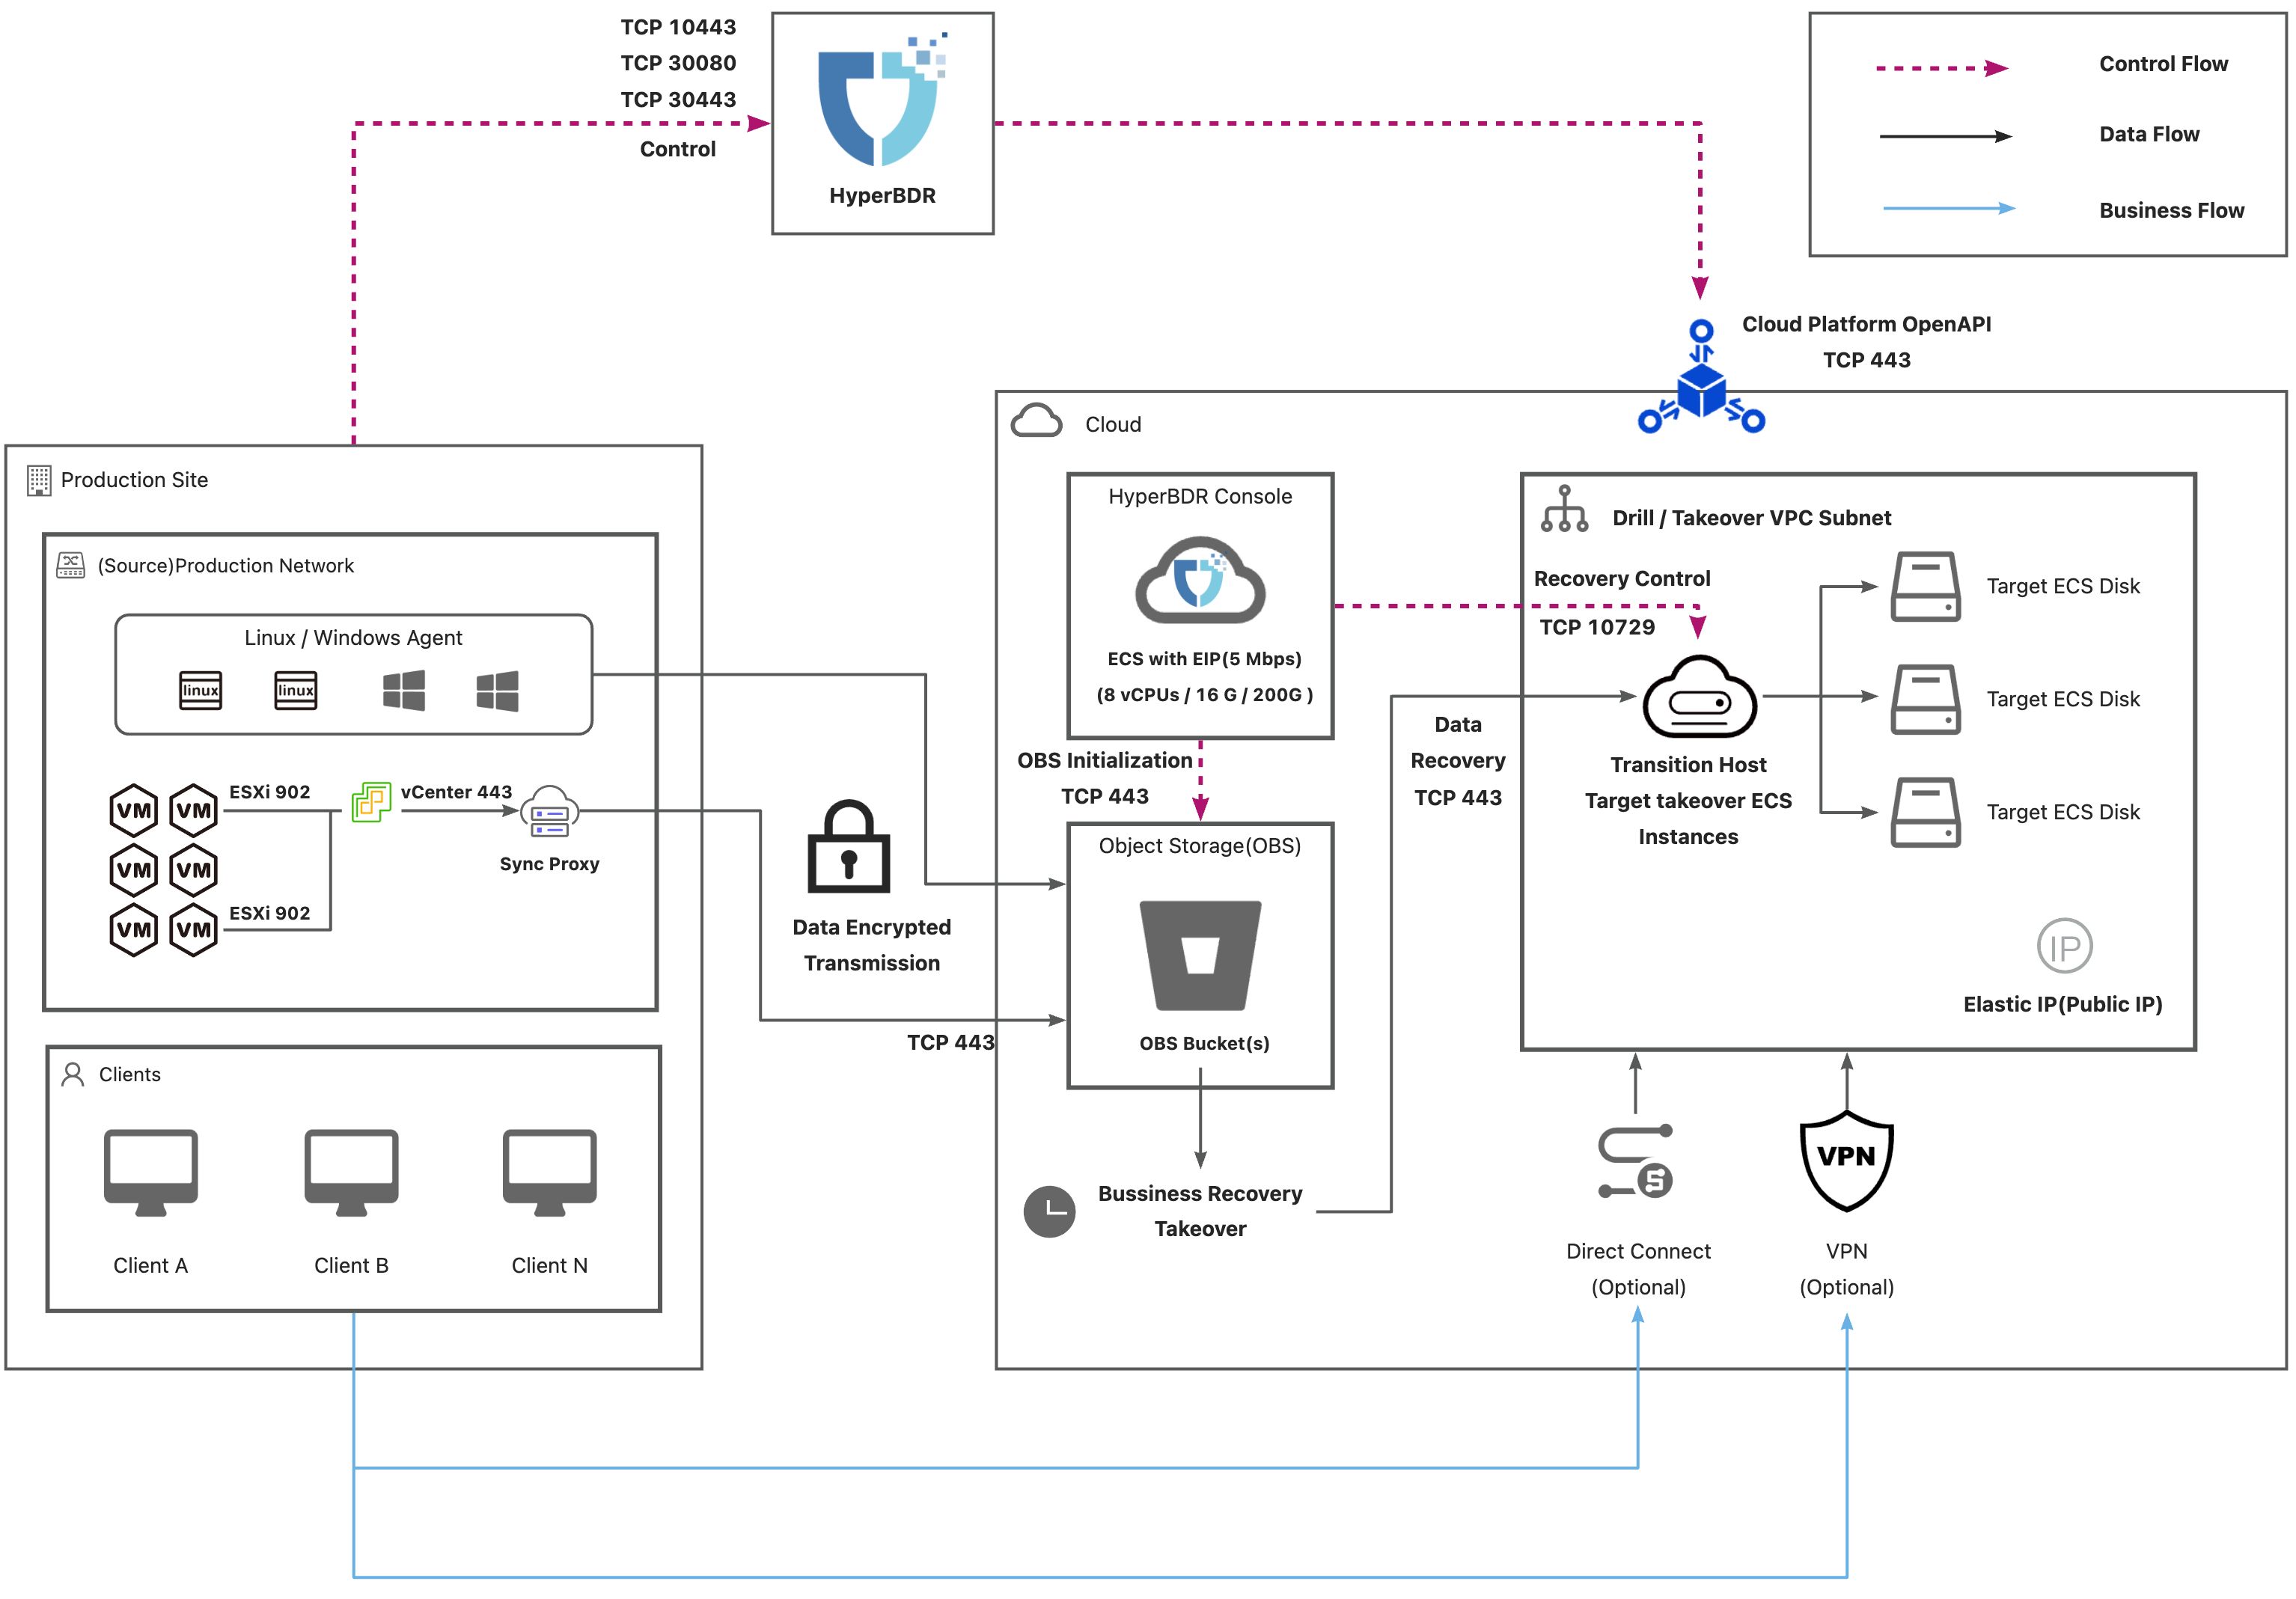 TCP 10443
TCP 30080
TCP 30443
Control
HyperBDR
Control Flow
Data Flow
Business Flow
Cloud Platform OpenAPI
TCP 443
Production Site
(Source)Production Network
Linux / Windows Agent
linux
linux
VM
VM
VM
VM
VM
VM
ESXi 902
ESXi 902
vCenter 443
Sync Proxy
Clients
Client A
Client B
Client N
Data Encrypted
Transmission
TCP 443
Cloud
HyperBDR Console
ECS with EIP(5 Mbps)
(8 vCPUs / 16 G / 200G )
OBS Initialization
TCP 443
Object Storage(OBS)
OBS Bucket(s)
Bussiness Recovery
Takeover
Data
Recovery
TCP 443
Drill / Takeover VPC Subnet
Recovery Control
TCP 10729
Transition Host
Target takeover ECS
Instances
Target ECS Disk
Target ECS Disk
Target ECS Disk
IP
Elastic IP(Public IP)
Direct Connect
(Optional)
VPN
VPN
(Optional)